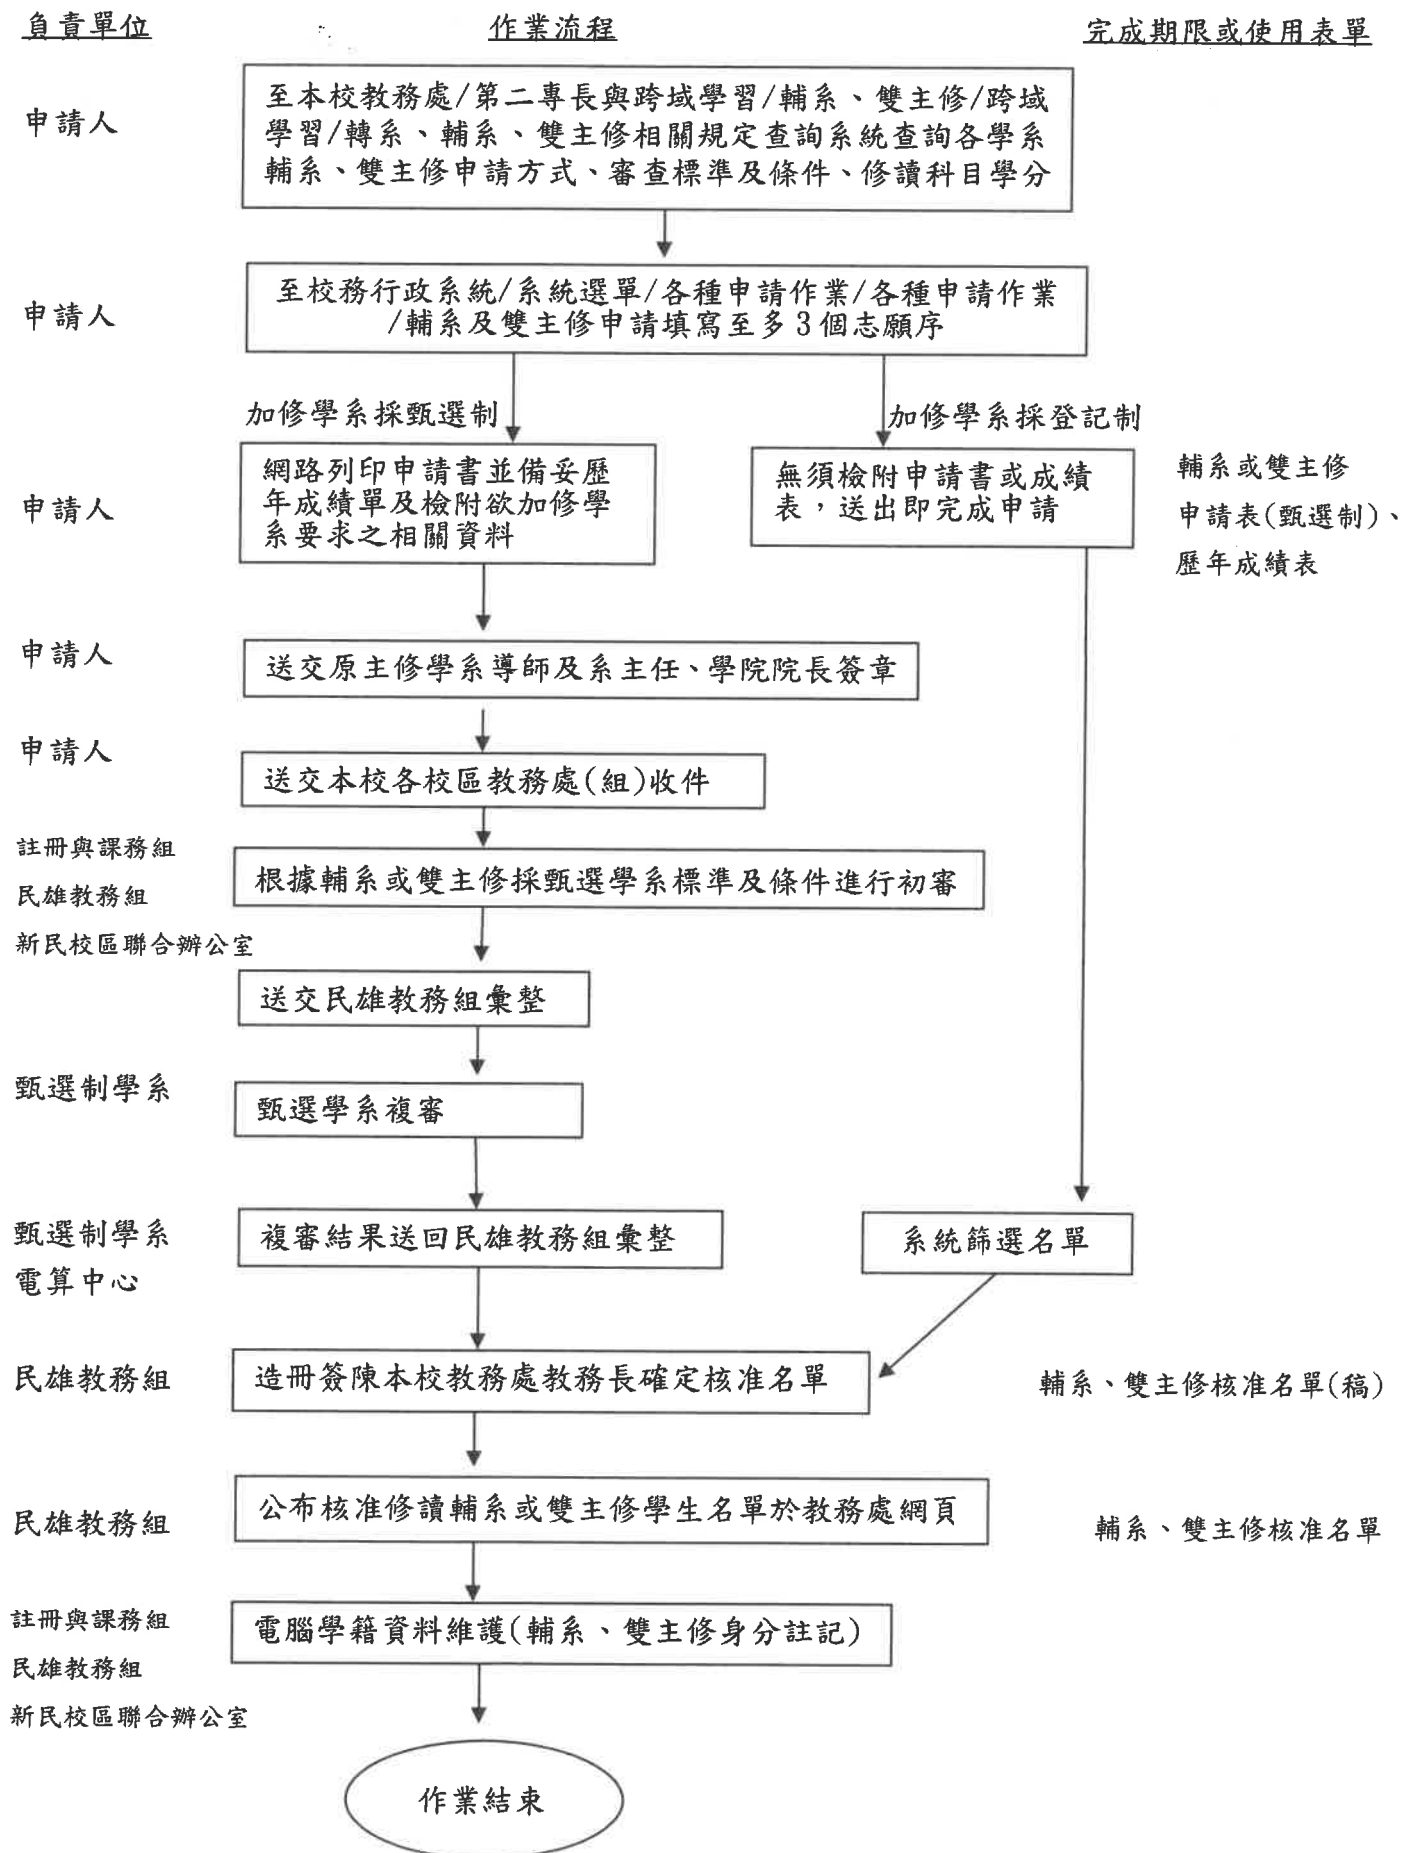 負責單位
作業流程
完成期限或使用表單
申請人
至本校教務處/第二專長與跨域學習/輔系、雙主修/跨域
學習/轉系、輔系、雙主修相關規定查詢系統查詢各學系
輔系、雙主修申請方式、審查標準及條件、修讀科目學分
申請人
至校務行政系統/系統選單/各種申請作業/各種申請作業
/輔系及雙主修申請填寫至多3個志願序
加修學系採甄選制
加修學系採登記制
申請人
網路列印申請書並備妥歷
年成績單及檢附欲加修學
系要求之相關資料
無須檢附申請書或成績
表,送出即完成申請
輔系或雙主修
申請表(甄選制)、
歷年成績表
申請人
送交原主修學系導師及系主任、學院院長簽章
申請人
送交本校各校區教務處(組)收件
註冊與課務組
民雄教務組
新民校區聯合辦公室
根據輔系或雙主修採甄選學系標準及條件進行初審
送交民雄教務組彙整
甄選制學系
甄選學系複審
甄選制學系
電算中心
複審結果送回民雄教務組彙整
系統篩選名單
民雄教務組
造冊簽陳本校教務處教務長確定核准名單
輔系、雙主修核准名單(稿)
民雄教務組
公布核准修讀輔系或雙主修學生名單於教務處網頁
輔系、雙主修核准名單
註冊與課務組
民雄教務組
新民校區聯合辦公室
電腦學籍資料維護(輔系、雙主修身分註記)
作業結束